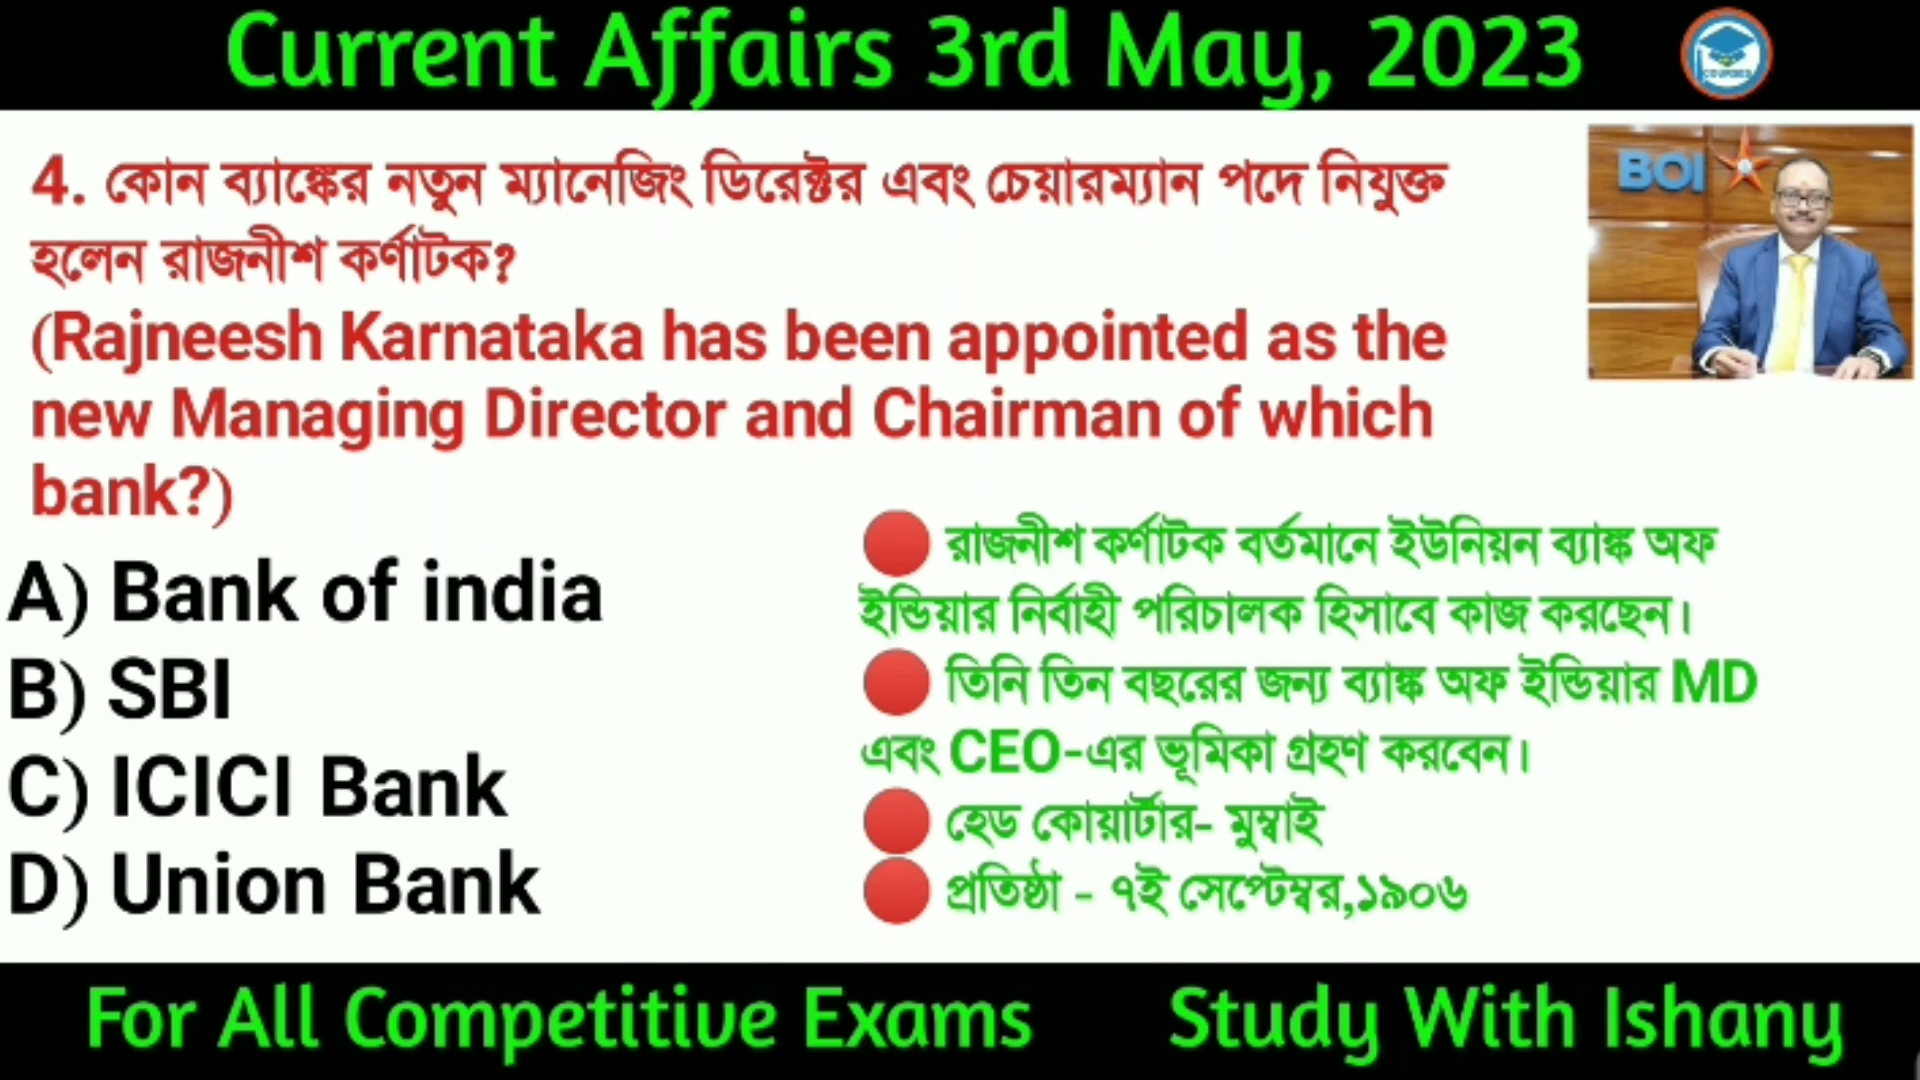 Current Affairs 3rd May, 2023
BOI
4. কোন ব্যাঙ্কের নতুন ম্যানেজিং ডিরেক্টর এবং চেয়ারম্যান পদে নিযুক্ত
হলেন রাজনীশ কর্ণাটক?
(Rajneesh Karnataka has been appointed as the
new Managing Director and Chairman of which
bank?)
A) Bank of india
B) SBI
C) ICICI Bank
D) Union Bank
রাজনীশ কর্ণাটক বর্তমানে ইউনিয়ন ব্যাঙ্ক অফ
ইন্ডিয়ার নির্বাহী পরিচালক হিসাবে কাজ করছেন।
তিনি তিন বছরের জন্য ব্যাঙ্ক অফ ইন্ডিয়ার MD
এবং CEO-এর ভূমিকা গ্রহণ করবেন।
হেড কোয়ার্টার- মুম্বাই
প্রতিষ্ঠা - ৭ই সেপ্টেম্বর,১৯০৬
For All Competitive Exams
Study With Ishany